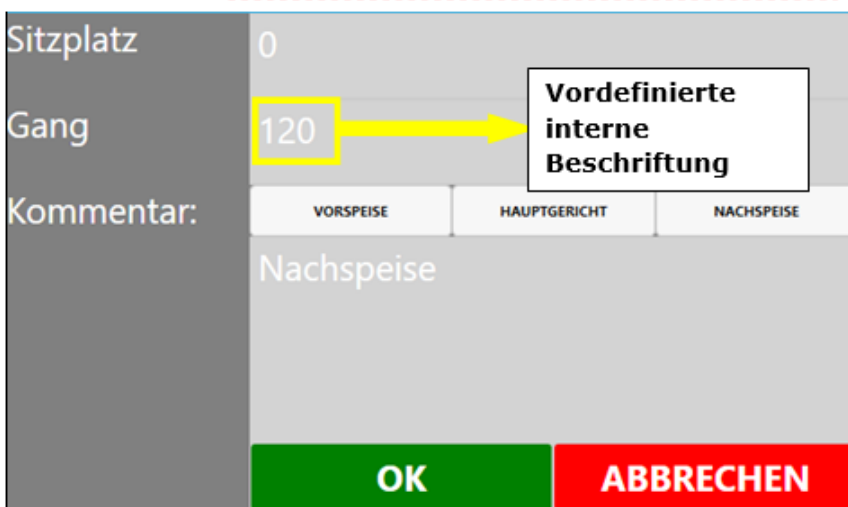 Sitzplatz 0
Gang 120
Vordefinierte
interne
Beschriftung
Kommentar: VORSPEISE HAUPTGERICHT NACHSPEISE
Nachspeise
OK ABBRECHEN